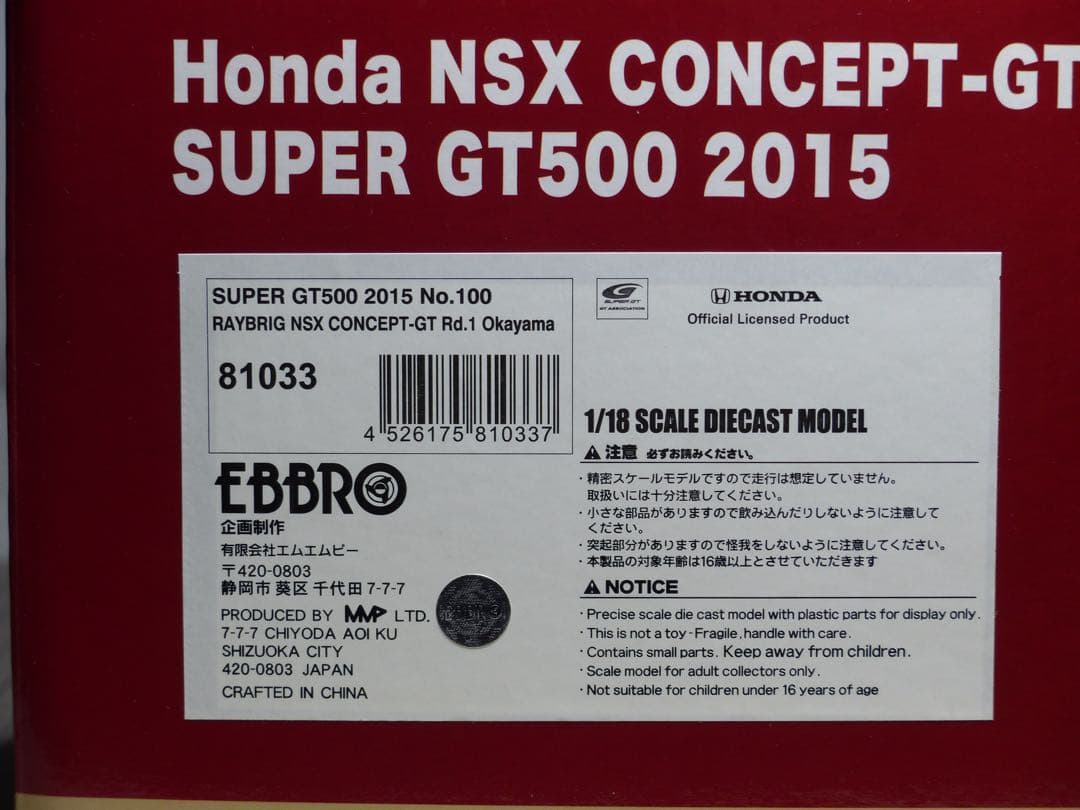 Honda NSX CONCEPT-GT
SUPER GT500 2015
SUPER GT500 2015 No.100
RAYBRIG NSX CONCEPT-GT Rd.1 Okayama
81033
4 526175 810337
SUPER GT
GT ASSOCIATION
HONDA
Official Licensed Product
1/18 SCALE DIECAST MODEL
注意 必ずお読みください。
・精密スケールモデルですので走行は想定していません。
取扱いには十分注意してください。
・小さな部品がありますので飲み込んだりしないように注意して
ください。
・突起部分がありますので怪我をしないように注意してください。
・本製品の対象年齢は16歳以上とさせていただきます
NOTICE
・Precise scale die cast model with plastic parts for display only.
・This is not a toy-Fragile,handle with care.
・Contains small parts. Keep away from children.
・Scale model for adult collectors only.
・Not suitable for children under 16 years of age
EBBRO
企画制作
有限会社エムエムピー
〒420-0803
静岡市 葵区 千代田 7-7-7
PRODUCED BY MMP LTD.
7-7-7 CHIYODA AOI KU
SHIZUOKA CITY
420-0803 JAPAN
CRAFTED IN CHINA